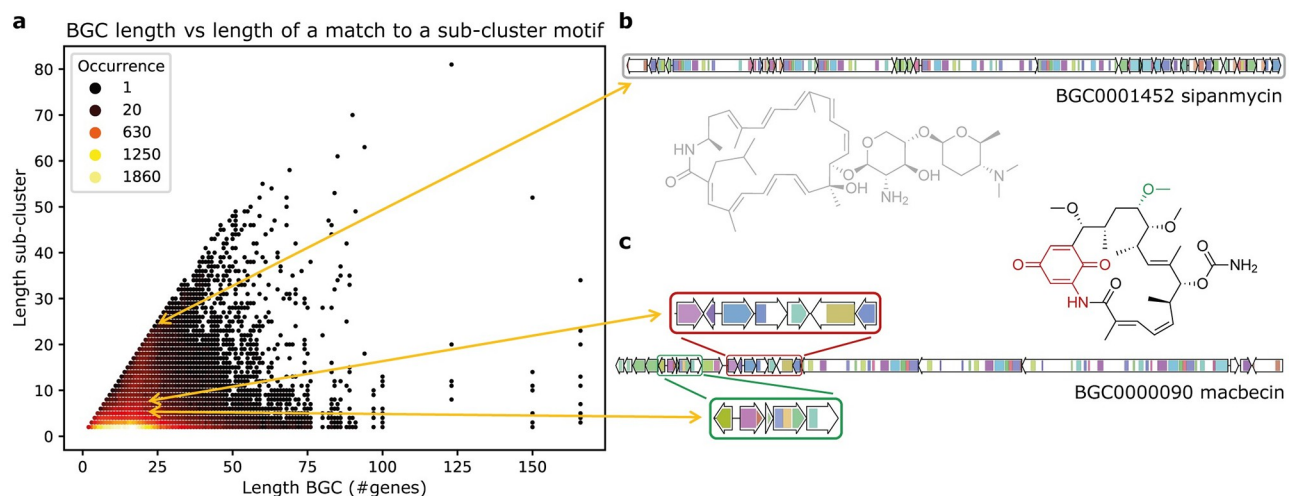 a
BGC length vs length of a match to a sub-cluster motif
Occurrence
1
20
630
1250
1860
80
70
60
50
40
30
20
10
0
Length sub-cluster
0 25 50 75 100 125 150
Length BGC (#genes)
b
BGC0001452 sipanmycin
HN
O
O
OH
O
O
OH
NH2
O
N
c
O
O
O
O
O
HN
O
O
O
NH2
BGC0000090 macbecin